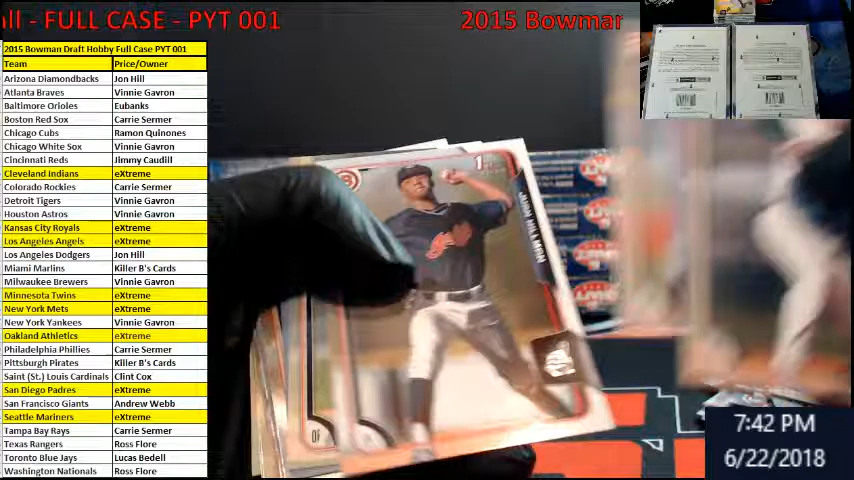 ll - FULL CASE - PYT 001
2015 Bowmar
2015 Bowman Draft Hobby Full Case PYT 001
Team Price/Owner
Arizona Diamondbacks Jon Hill
Atlanta Braves Vinnie Gavron
Baltimore Orioles Eubanks
Boston Red Sox Carrie Sermer
Chicago Cubs Ramon Quinones
Chicago White Sox Vinnie Gavron
Cincinnati Reds Jimmy Caudill
Cleveland Indians eXtreme
Colorado Rockies Carrie Sermer
Detroit Tigers Vinnie Gavron
Houston Astros Vinnie Gavron
Kansas City Royals eXtreme
Los Angeles Angels eXtreme
Los Angeles Dodgers Jon Hill
Miami Marlins Killer B's Cards
Milwaukee Brewers Vinnie Gavron
Minnesota Twins eXtreme
New York Mets eXtreme
New York Yankees Vinnie Gavron
Oakland Athletics eXtreme
Philadelphia Phillies Carrie Sermer
Pittsburgh Pirates Killer B's Cards
Saint (St.) Louis Cardinals Clint Cox
San Diego Padres eXtreme
San Francisco Giants Andrew Webb
Seattle Mariners eXtreme
Tampa Bay Rays Carrie Sermer
Texas Rangers Ross Flore
Toronto Blue Jays Lucas Bedell
Washington Nationals Ross Flore
JUAN HILLMAN
7:42 PM
6/22/2018